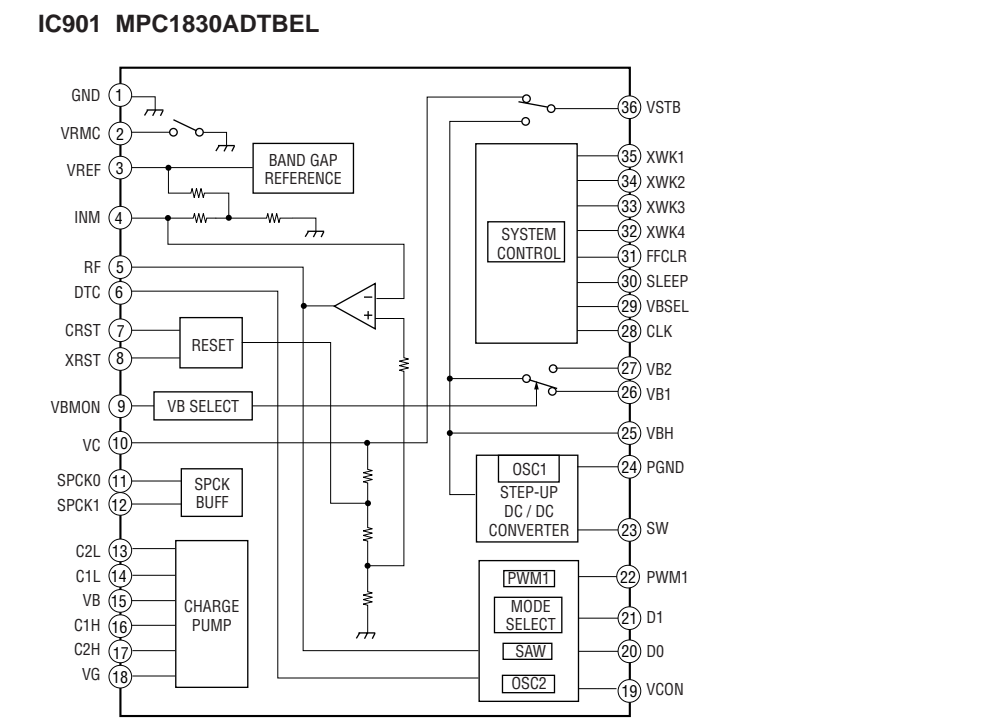 IC901 MPC1830ADTBEL
GND 1
VRMC 2
VREF 3
INM 4
RF 5
DTC 6
CRST 7
XRST 8
VBMON 9
VC 10
SPCK0 11
SPCK1 12
C2L 13
C1L 14
VB 15
C1H 16
C2H 17
VG 18
BAND GAP
REFERENCE
−
+
RESET
VB SELECT
SPCK
BUFF
CHARGE
PUMP
SYSTEM
CONTROL
OSC1
STEP-UP
DC / DC
CONVERTER
PWM1
MODE
SELECT
SAW
OSC2
36 VSTB
35 XWK1
34 XWK2
33 XWK3
32 XWK4
31 FFCLR
30 SLEEP
29 VBSEL
28 CLK
27 VB2
26 VB1
25 VBH
24 PGND
23 SW
22 PWM1
21 D1
20 D0
19 VCON